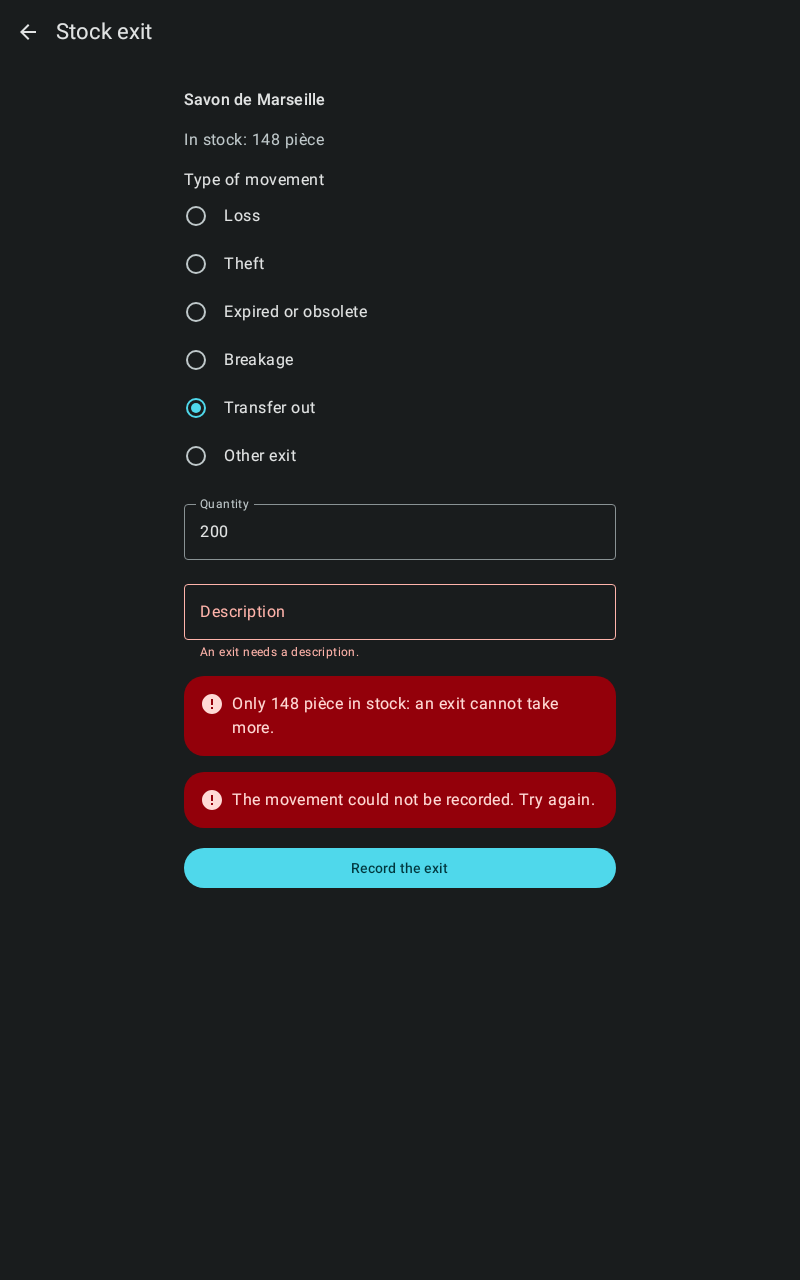 Stock exit
Savon de Marseille
In stock: 148 pièce
Type of movement
Loss
Theft
Expired or obsolete
Breakage
Transfer out
Other exit
Quantity
200
Description
An exit needs a description.
Only 148 pièce in stock: an exit cannot take
more.
The movement could not be recorded. Try again.
Record the exit